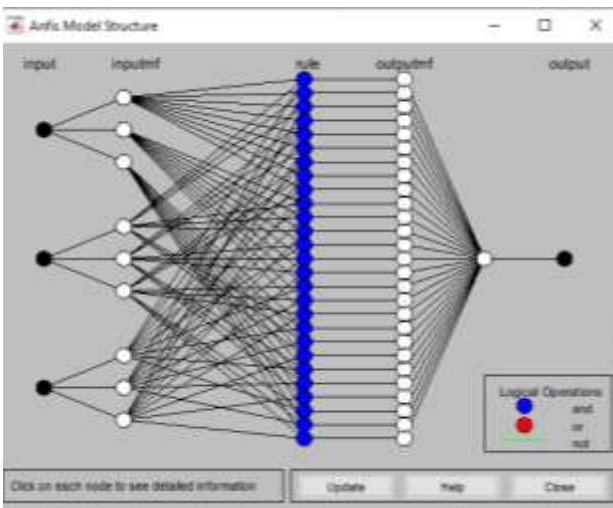 Anfis Model Structure
input inputmf rule outputmf output
Logical Operations
and
or
not
Click on each node to see detailed information
Update Help Close